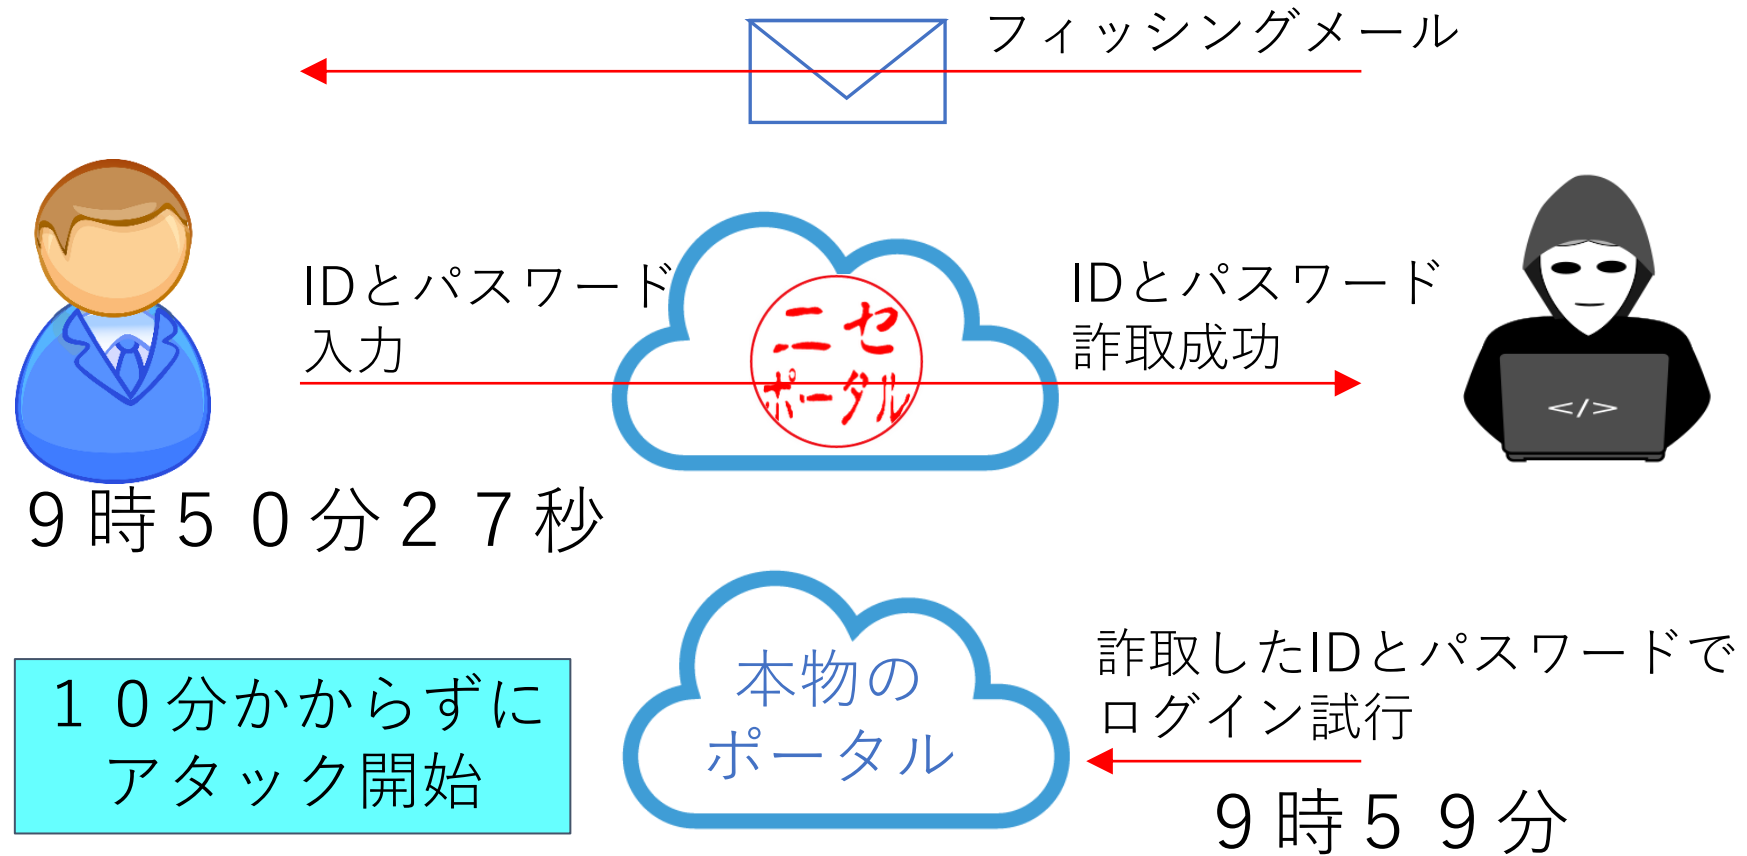 フィッシングメール
IDとパスワード
入力
ニセ
ポータル
IDとパスワード
詐取成功
</>
9時50分27秒
本物の
ポータル
詐取したIDとパスワードで
ログイン試行
9時59分
10分かからずに
アタック開始